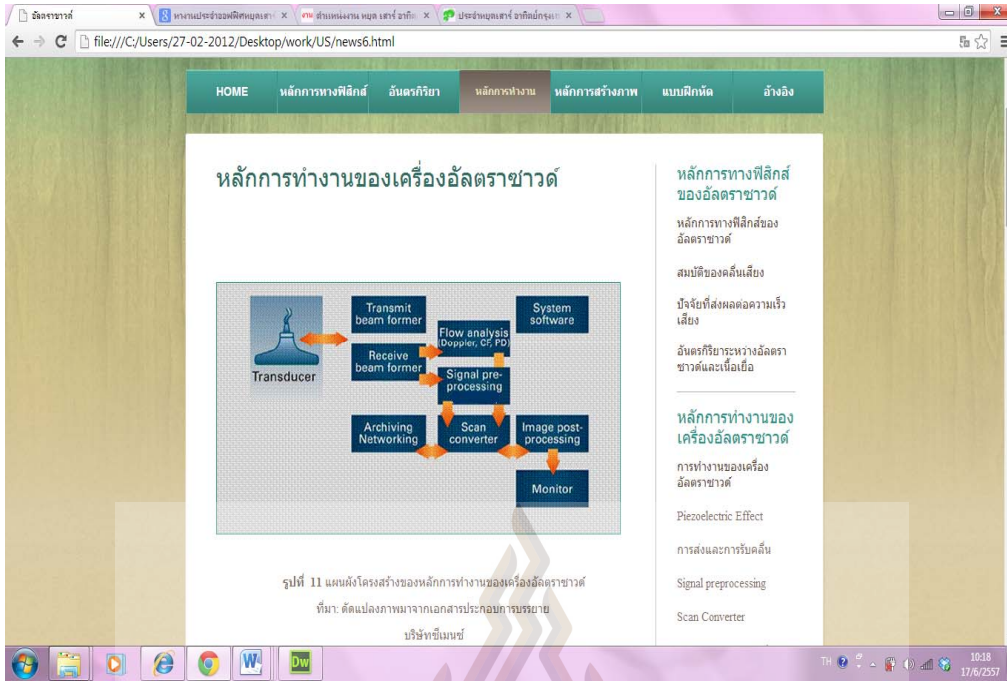 อัลตราซาวด์
file:///C:/Users/27-02-2012/Desktop/work/US/news6.html
HOME
หลักการทางฟิสิกส์
อันตรกิริยา
หลักการทำงาน
หลักการสร้างภาพ
แบบฝึกหัด
อ้างอิง
หลักการทำงานของเครื่องอัลตราซาวด์
Transducer
Transmit
beam former
Receive
beam former
Flow analysis
(Doppler, CF, PD)
Signal pre-
processing
System
software
Archiving
Networking
Scan
converter
Image post-
processing
Monitor
รูปที่ 11 แผนผังโครงสร้างของหลักการทำงานของเครื่องอัลตราซาวด์
ที่มา: ดัดแปลงภาพมาจากเอกสารประกอบการบรรยาย
บริษัทซีเมนซ์
หลักการทางฟิสิกส์
ของอัลตราซาวด์
หลักการทางฟิสิกส์ของ
อัลตราซาวด์
สมบัติของคลื่นเสียง
ปัจจัยที่ส่งผลต่อความเร็ว
เสียง
อันตรกิริยาระหว่างอัลตรา
ซาวด์และเนื้อเยื่อ
หลักการทำงานของ
เครื่องอัลตราซาวด์
การทำงานของเครื่อง
อัลตราซาวด์
Piezoelectric Effect
การส่งและการรับคลื่น
Signal preprocessing
Scan Converter
Dw
TH
10:18
17/6/2557